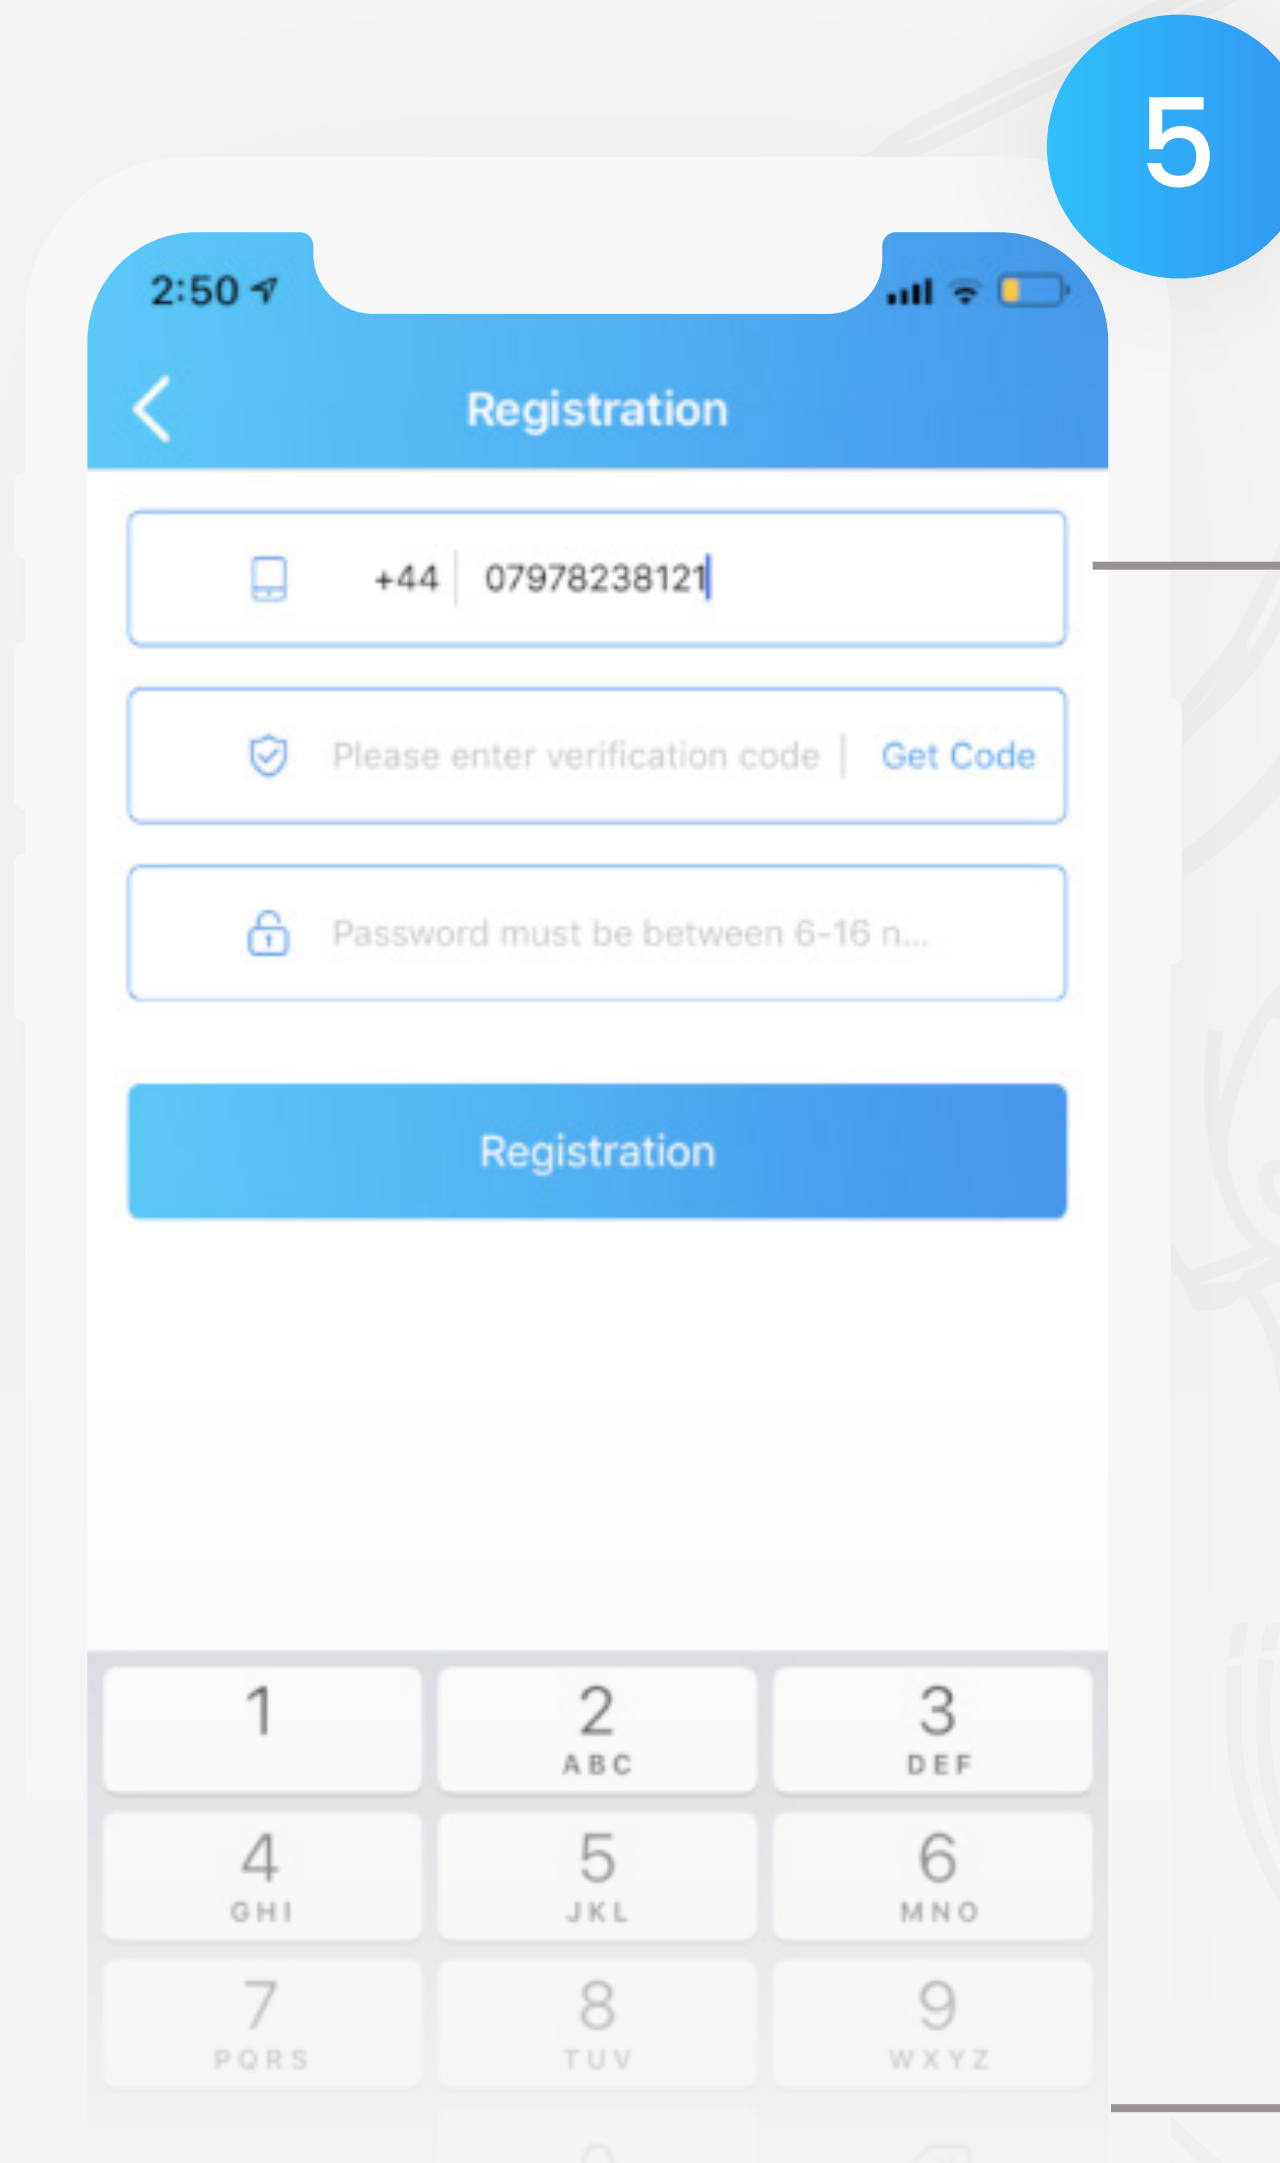 5
2:50
Registration
+44 07978238121
Please enter verification code | Get Code
Password must be between 6-16 n...
Registration
1 2 3
ABC DEF
4 5 6
GHI JKL MNO
7 8 9
PQRS TUV WXYZ
0